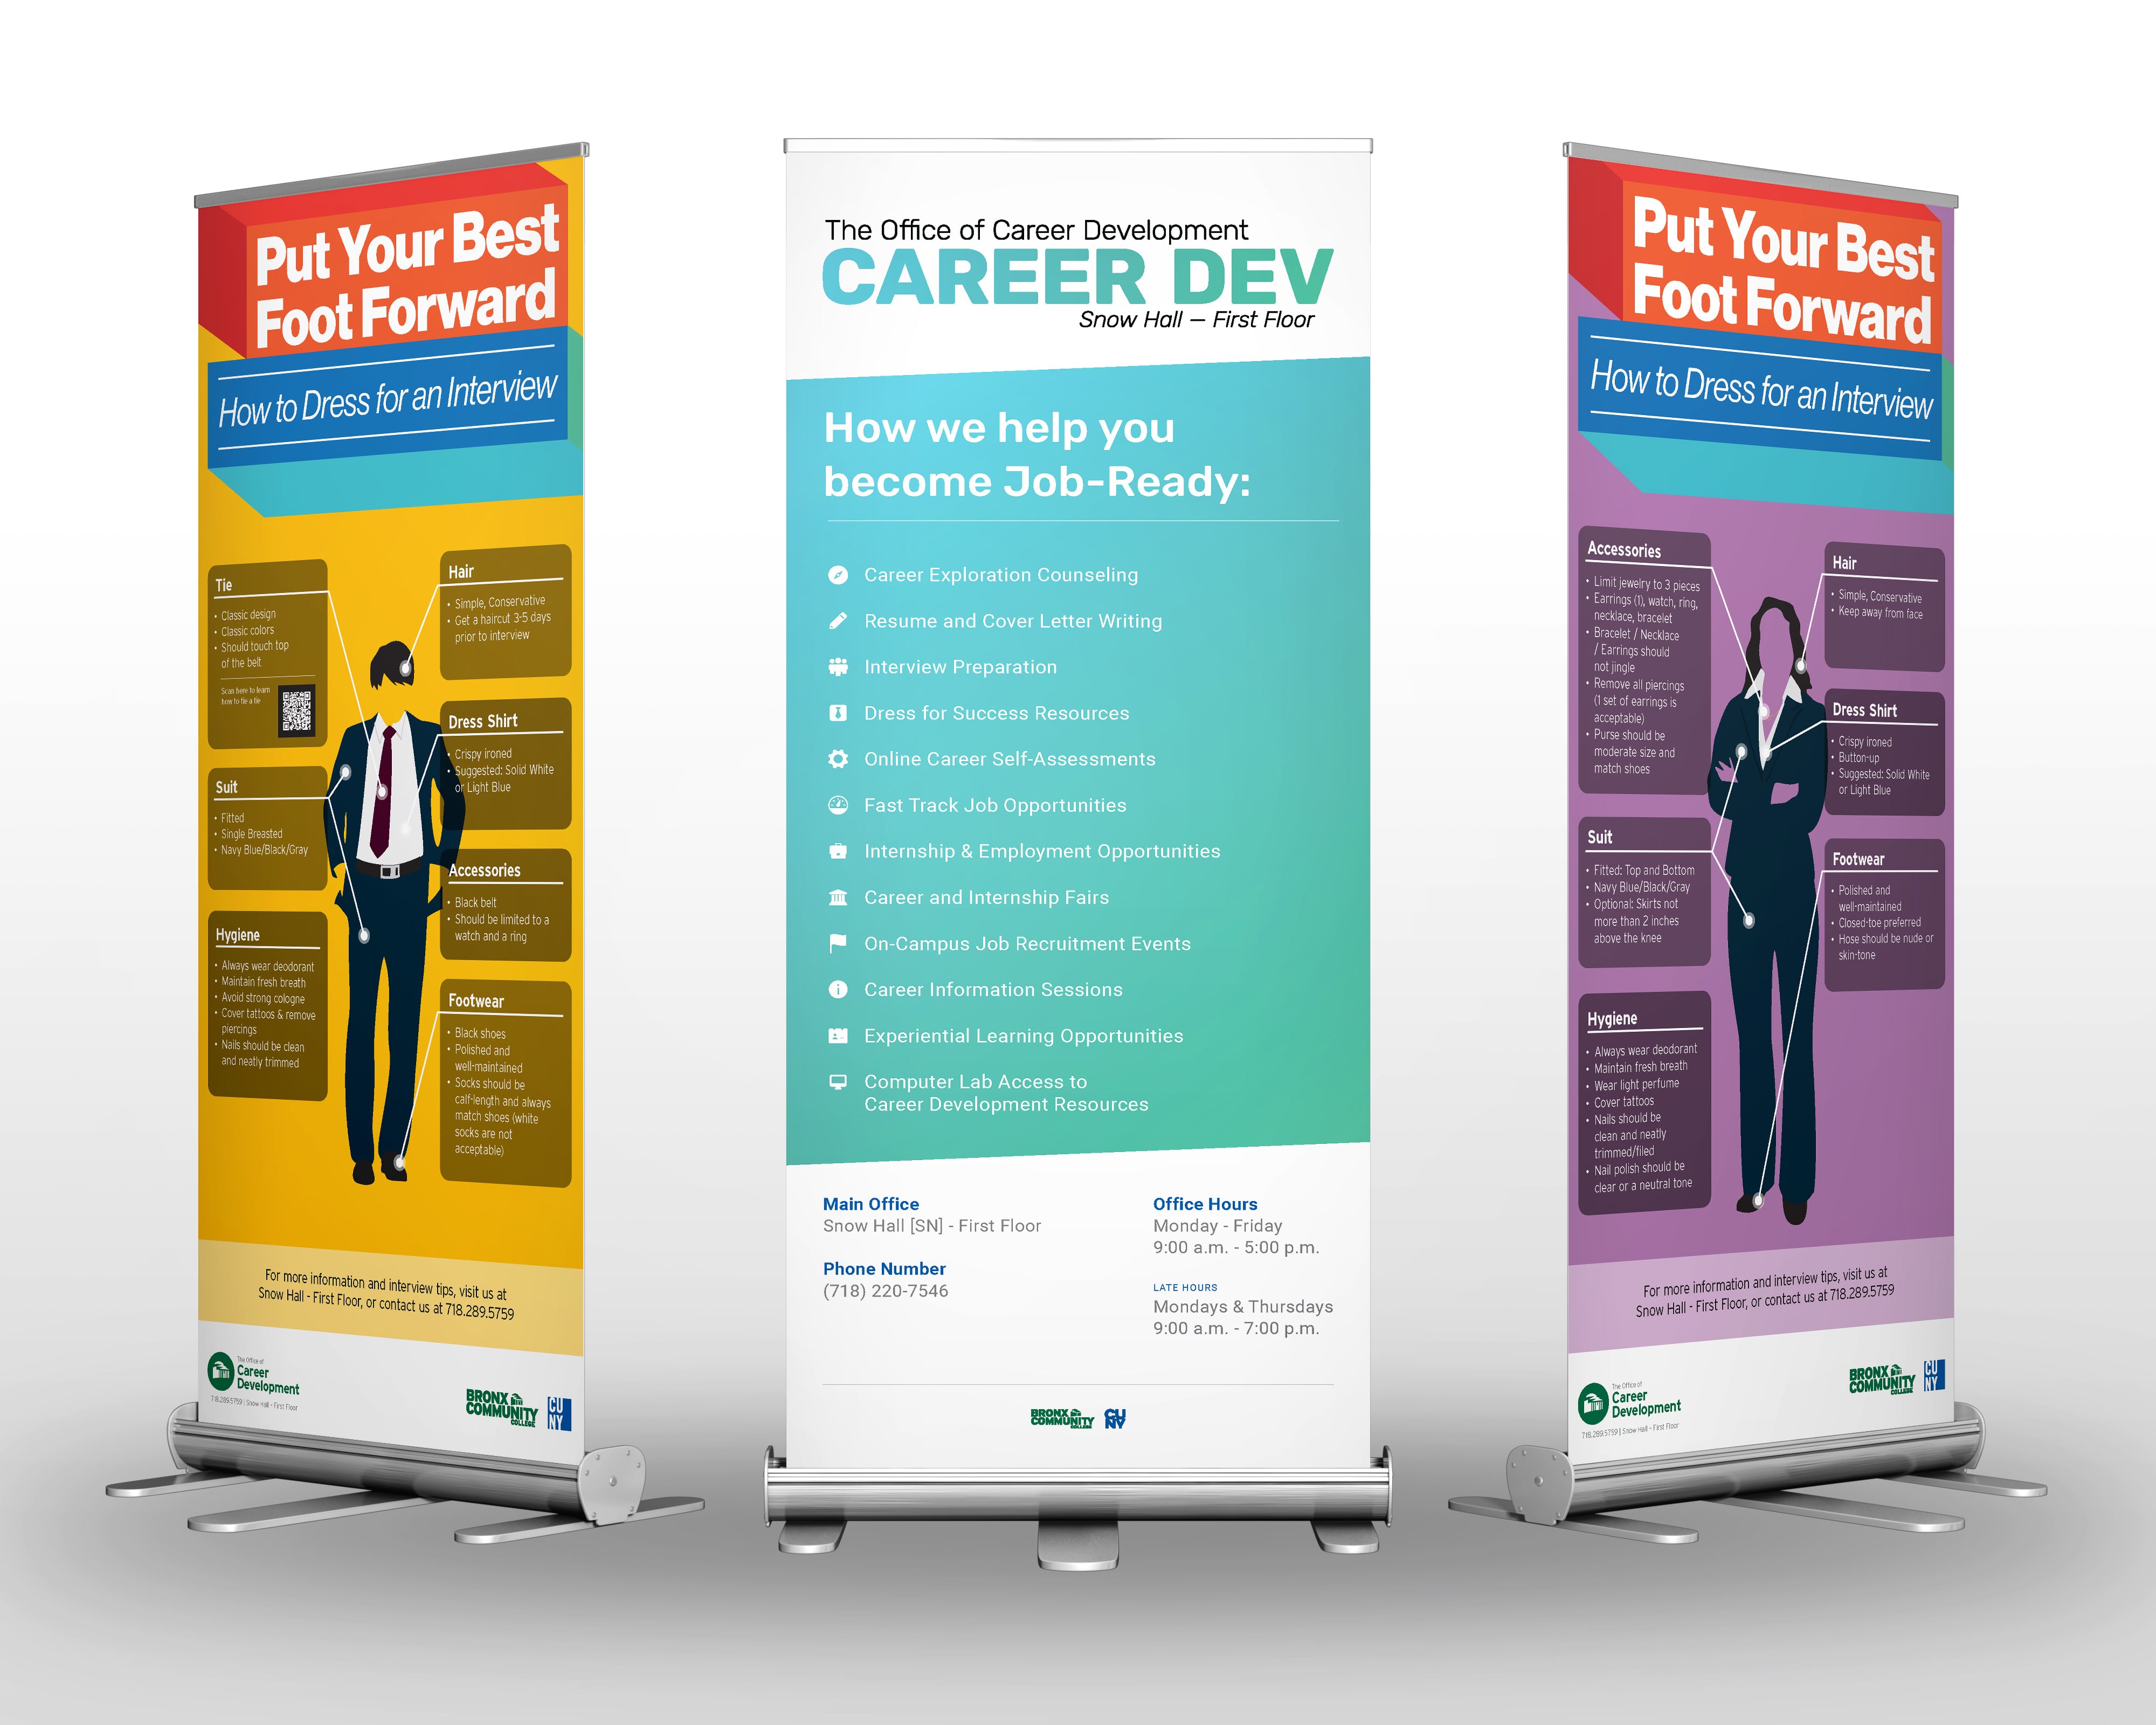 Put Your Best
Foot Forward
How to Dress for an Interview
Tie
• Classic design
• Classic colors
• Should touch top
of the belt
Scan here to learn
how to tie a tie
Suit
• Fitted
• Single Breasted
• Navy Blue/Black/Gray
Hygiene
• Always wear deodorant
• Maintain fresh breath
• Avoid strong cologne
• Cover tattoos & remove
piercings
• Nails should be clean
and neatly trimmed
Hair
• Simple, Conservative
• Get a haircut 3-5 days
prior to interview
Dress Shirt
• Crispy ironed
• Suggested: Solid White
or Light Blue
Accessories
• Black belt
• Should be limited to a
watch and a ring
Footwear
• Black shoes
• Polished and
well-maintained
• Socks should be
calf-length and always
match shoes (white
socks are not
acceptable)
For more information and interview tips, visit us at
Snow Hall - First Floor, or contact us at 718.289.5759
The Office of
Career
Development
718.289.5759 | Snow Hall - First Floor
BRONX
COMMUNITY
COLLEGE
CU
NY
The Office of Career Development
CAREER DEV
Snow Hall — First Floor
How we help you
become Job-Ready:
Career Exploration Counseling
Resume and Cover Letter Writing
Interview Preparation
Dress for Success Resources
Online Career Self-Assessments
Fast Track Job Opportunities
Internship & Employment Opportunities
Career and Internship Fairs
On-Campus Job Recruitment Events
Career Information Sessions
Experiential Learning Opportunities
Computer Lab Access to
Career Development Resources
Main Office
Snow Hall [SN] - First Floor
Phone Number
(718) 220-7546
Office Hours
Monday - Friday
9:00 a.m. - 5:00 p.m.
LATE HOURS
Mondays & Thursdays
9:00 a.m. - 7:00 p.m.
BRONX
COMMUNITY
COLLEGE
CU
NY
Put Your Best
Foot Forward
How to Dress for an Interview
Accessories
• Limit jewelry to 3 pieces
• Earrings (1), watch, ring,
necklace, bracelet
• Bracelet / Necklace
/ Earrings should
not jingle
• Remove all piercings
(1 set of earrings is
acceptable)
• Purse should be
moderate size and
match shoes
Suit
• Fitted: Top and Bottom
• Navy Blue/Black/Gray
• Optional: Skirts not
more than 2 inches
above the knee
Hygiene
• Always wear deodorant
• Maintain fresh breath
• Wear light perfume
• Cover tattoos
• Nails should be
clean and neatly
trimmed/filed
• Nail polish should be
clear or a neutral tone
Hair
• Simple, Conservative
• Keep away from face
Dress Shirt
• Crispy ironed
• Button-up
• Suggested: Solid White
or Light Blue
Footwear
• Polished and
well-maintained
• Closed-toe preferred
• Hose should be nude or
skin-tone
For more information and interview tips, visit us at
Snow Hall - First Floor, or contact us at 718.289.5759
The Office of
Career
Development
718.289.5759 | Snow Hall - First Floor
BRONX
COMMUNITY
COLLEGE
CU
NY